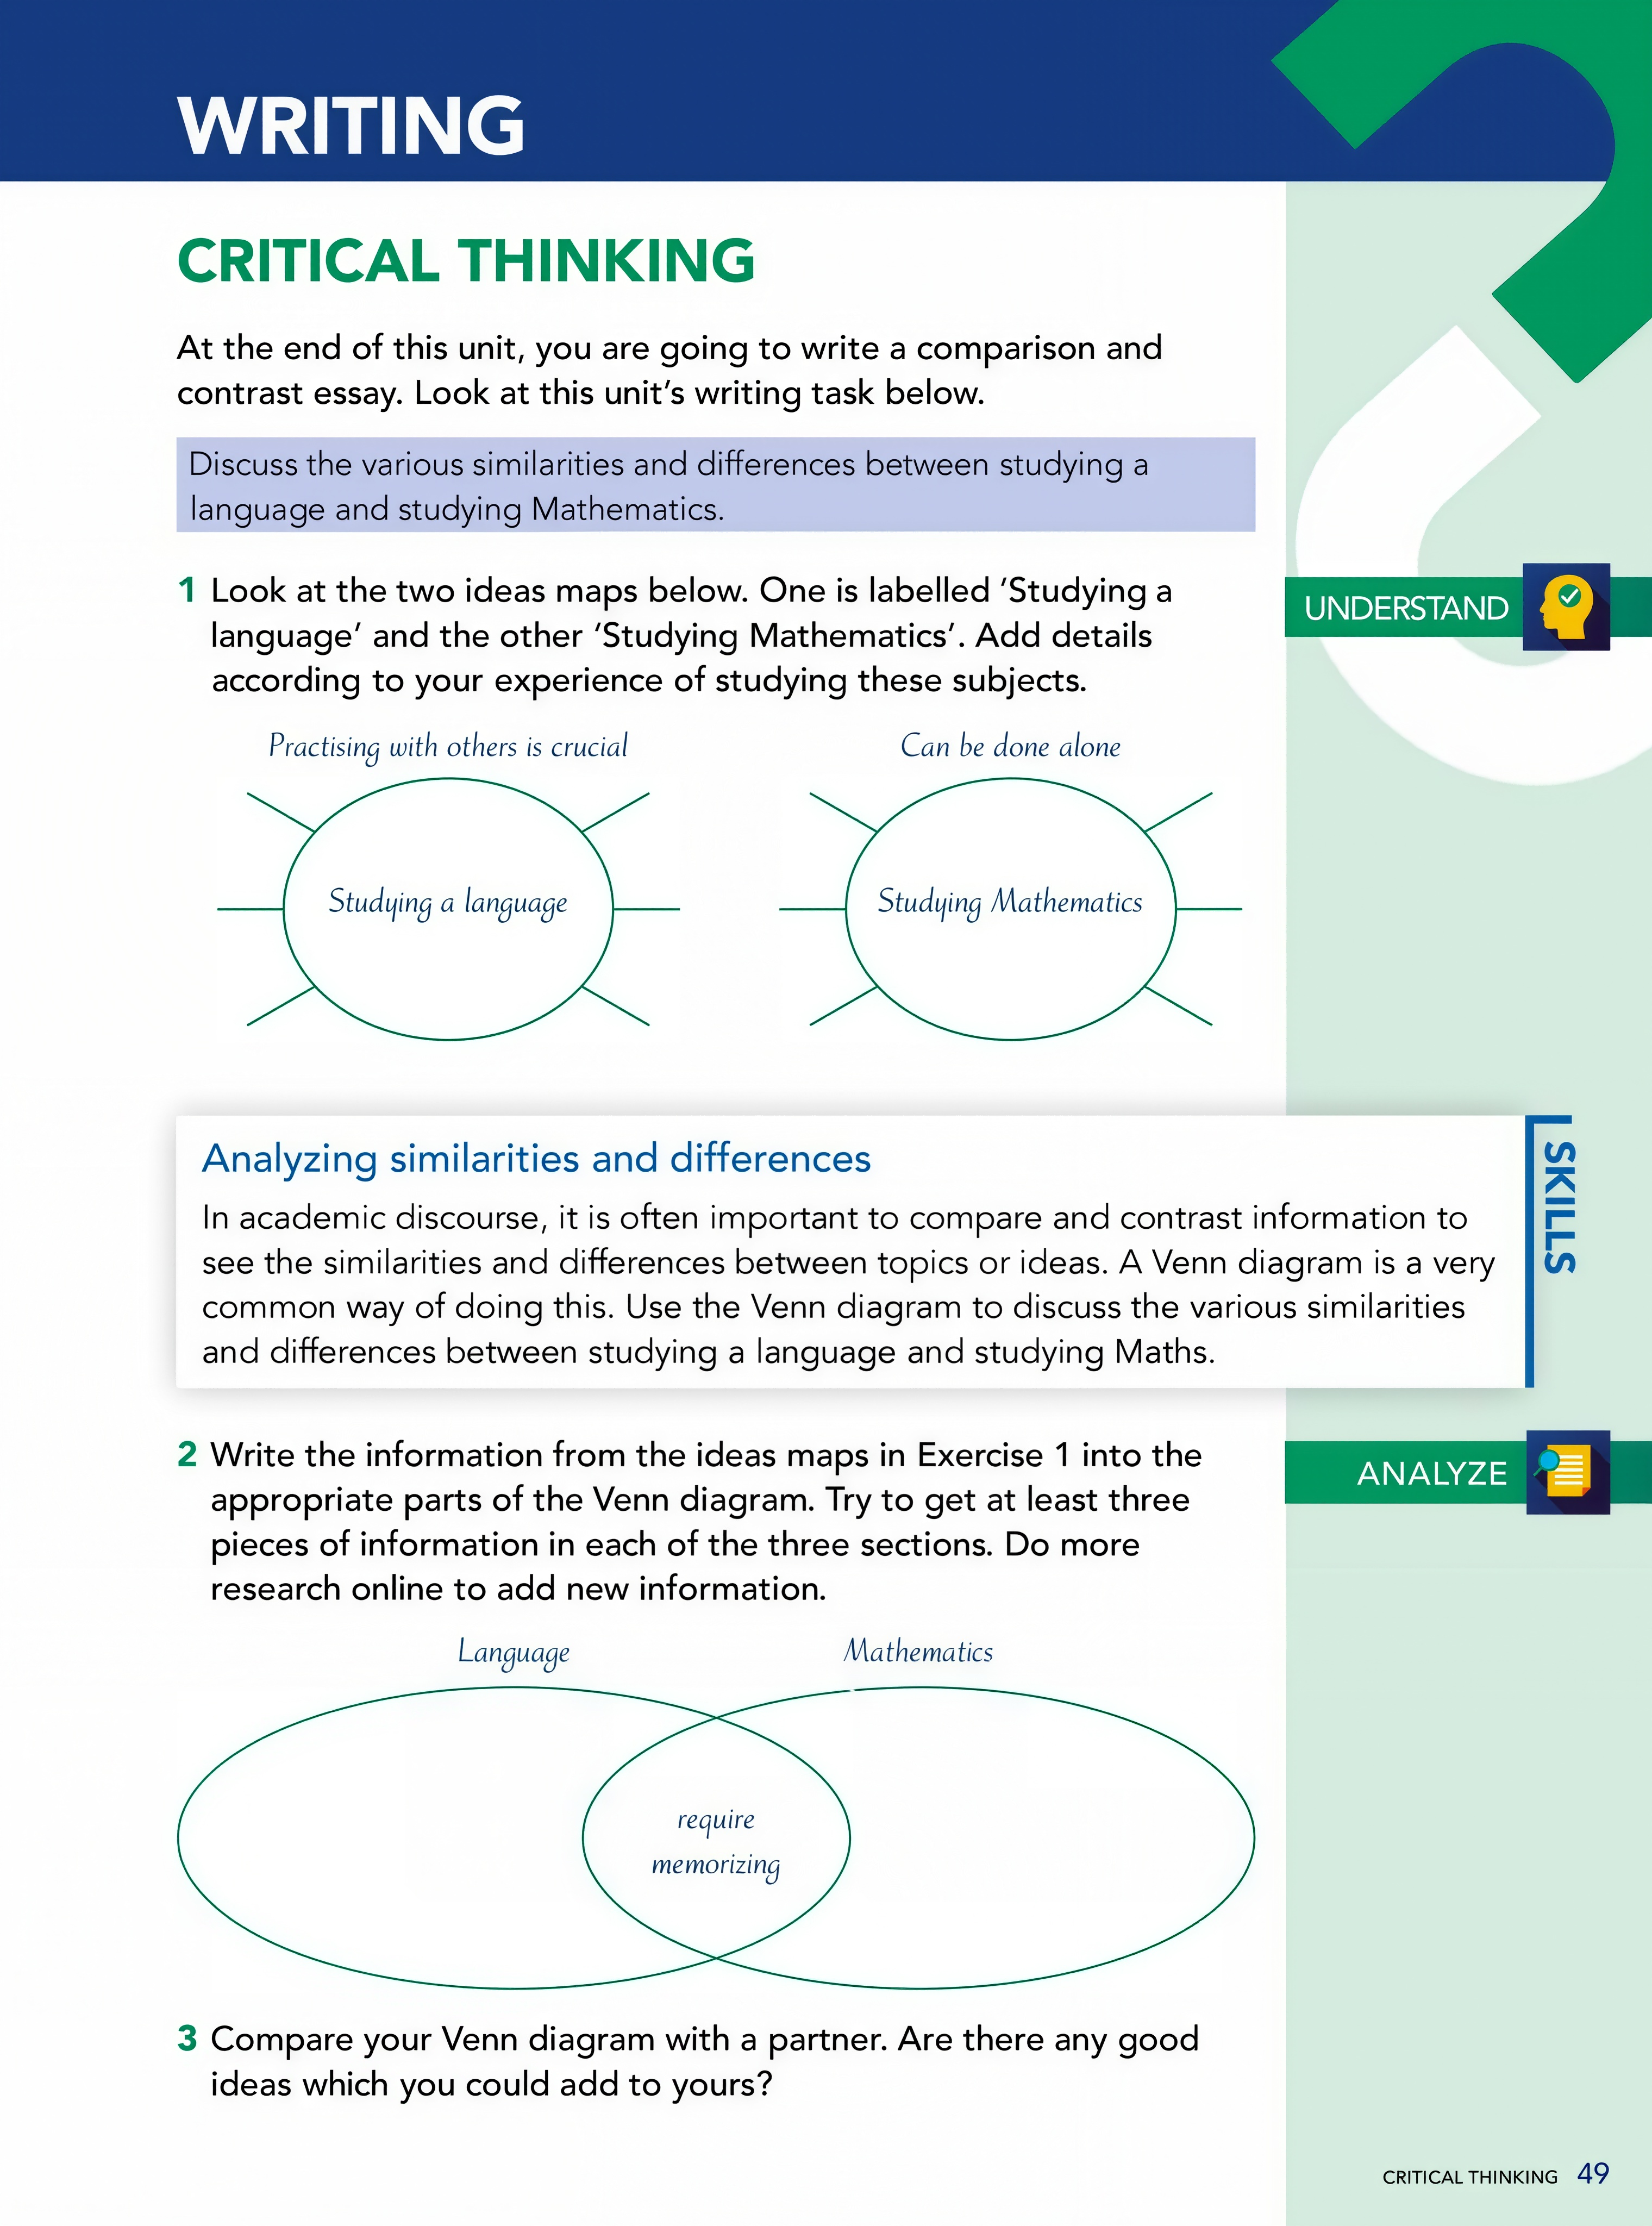 WRITING
CRITICAL THINKING
At the end of this unit, you are going to write a comparison and
contrast essay. Look at this unit's writing task below.
Discuss the various similarities and differences between studying a
language and studying Mathematics.
1 Look at the two ideas maps below. One is labelled ‘Studying a
language’ and the other ‘Studying Mathematics’. Add details
according to your experience of studying these subjects.
UNDERSTAND
Practising with others is crucial
Studying a language
Can be done alone
Studying Mathematics
Analyzing similarities and differences
In academic discourse, it is often important to compare and contrast information to
see the similarities and differences between topics or ideas. A Venn diagram is a very
common way of doing this. Use the Venn diagram to discuss the various similarities
and differences between studying a language and studying Maths.
SKILLS
2 Write the information from the ideas maps in Exercise 1 into the
appropriate parts of the Venn diagram. Try to get at least three
pieces of information in each of the three sections. Do more
research online to add new information.
ANALYZE
Language
Mathematics
require
memorizing
3 Compare your Venn diagram with a partner. Are there any good
ideas which you could add to yours?
CRITICAL THINKING 49